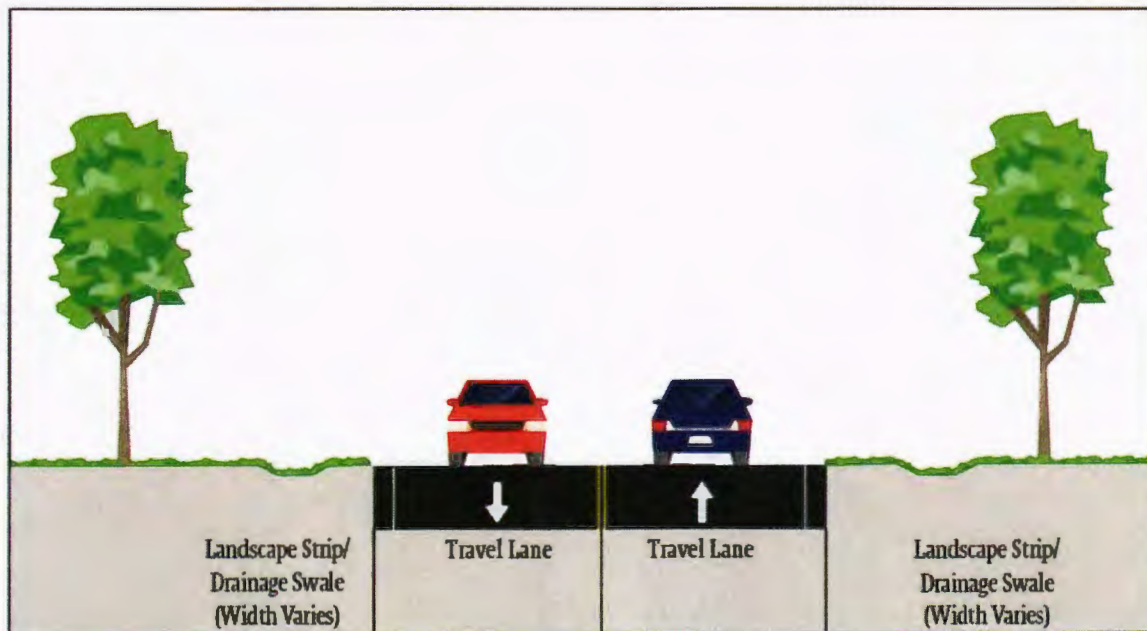 Landscape Strip/
Drainage Swale
(Width Varies)
Travel Lane
Travel Lane
Landscape Strip/
Drainage Swale
(Width Varies)